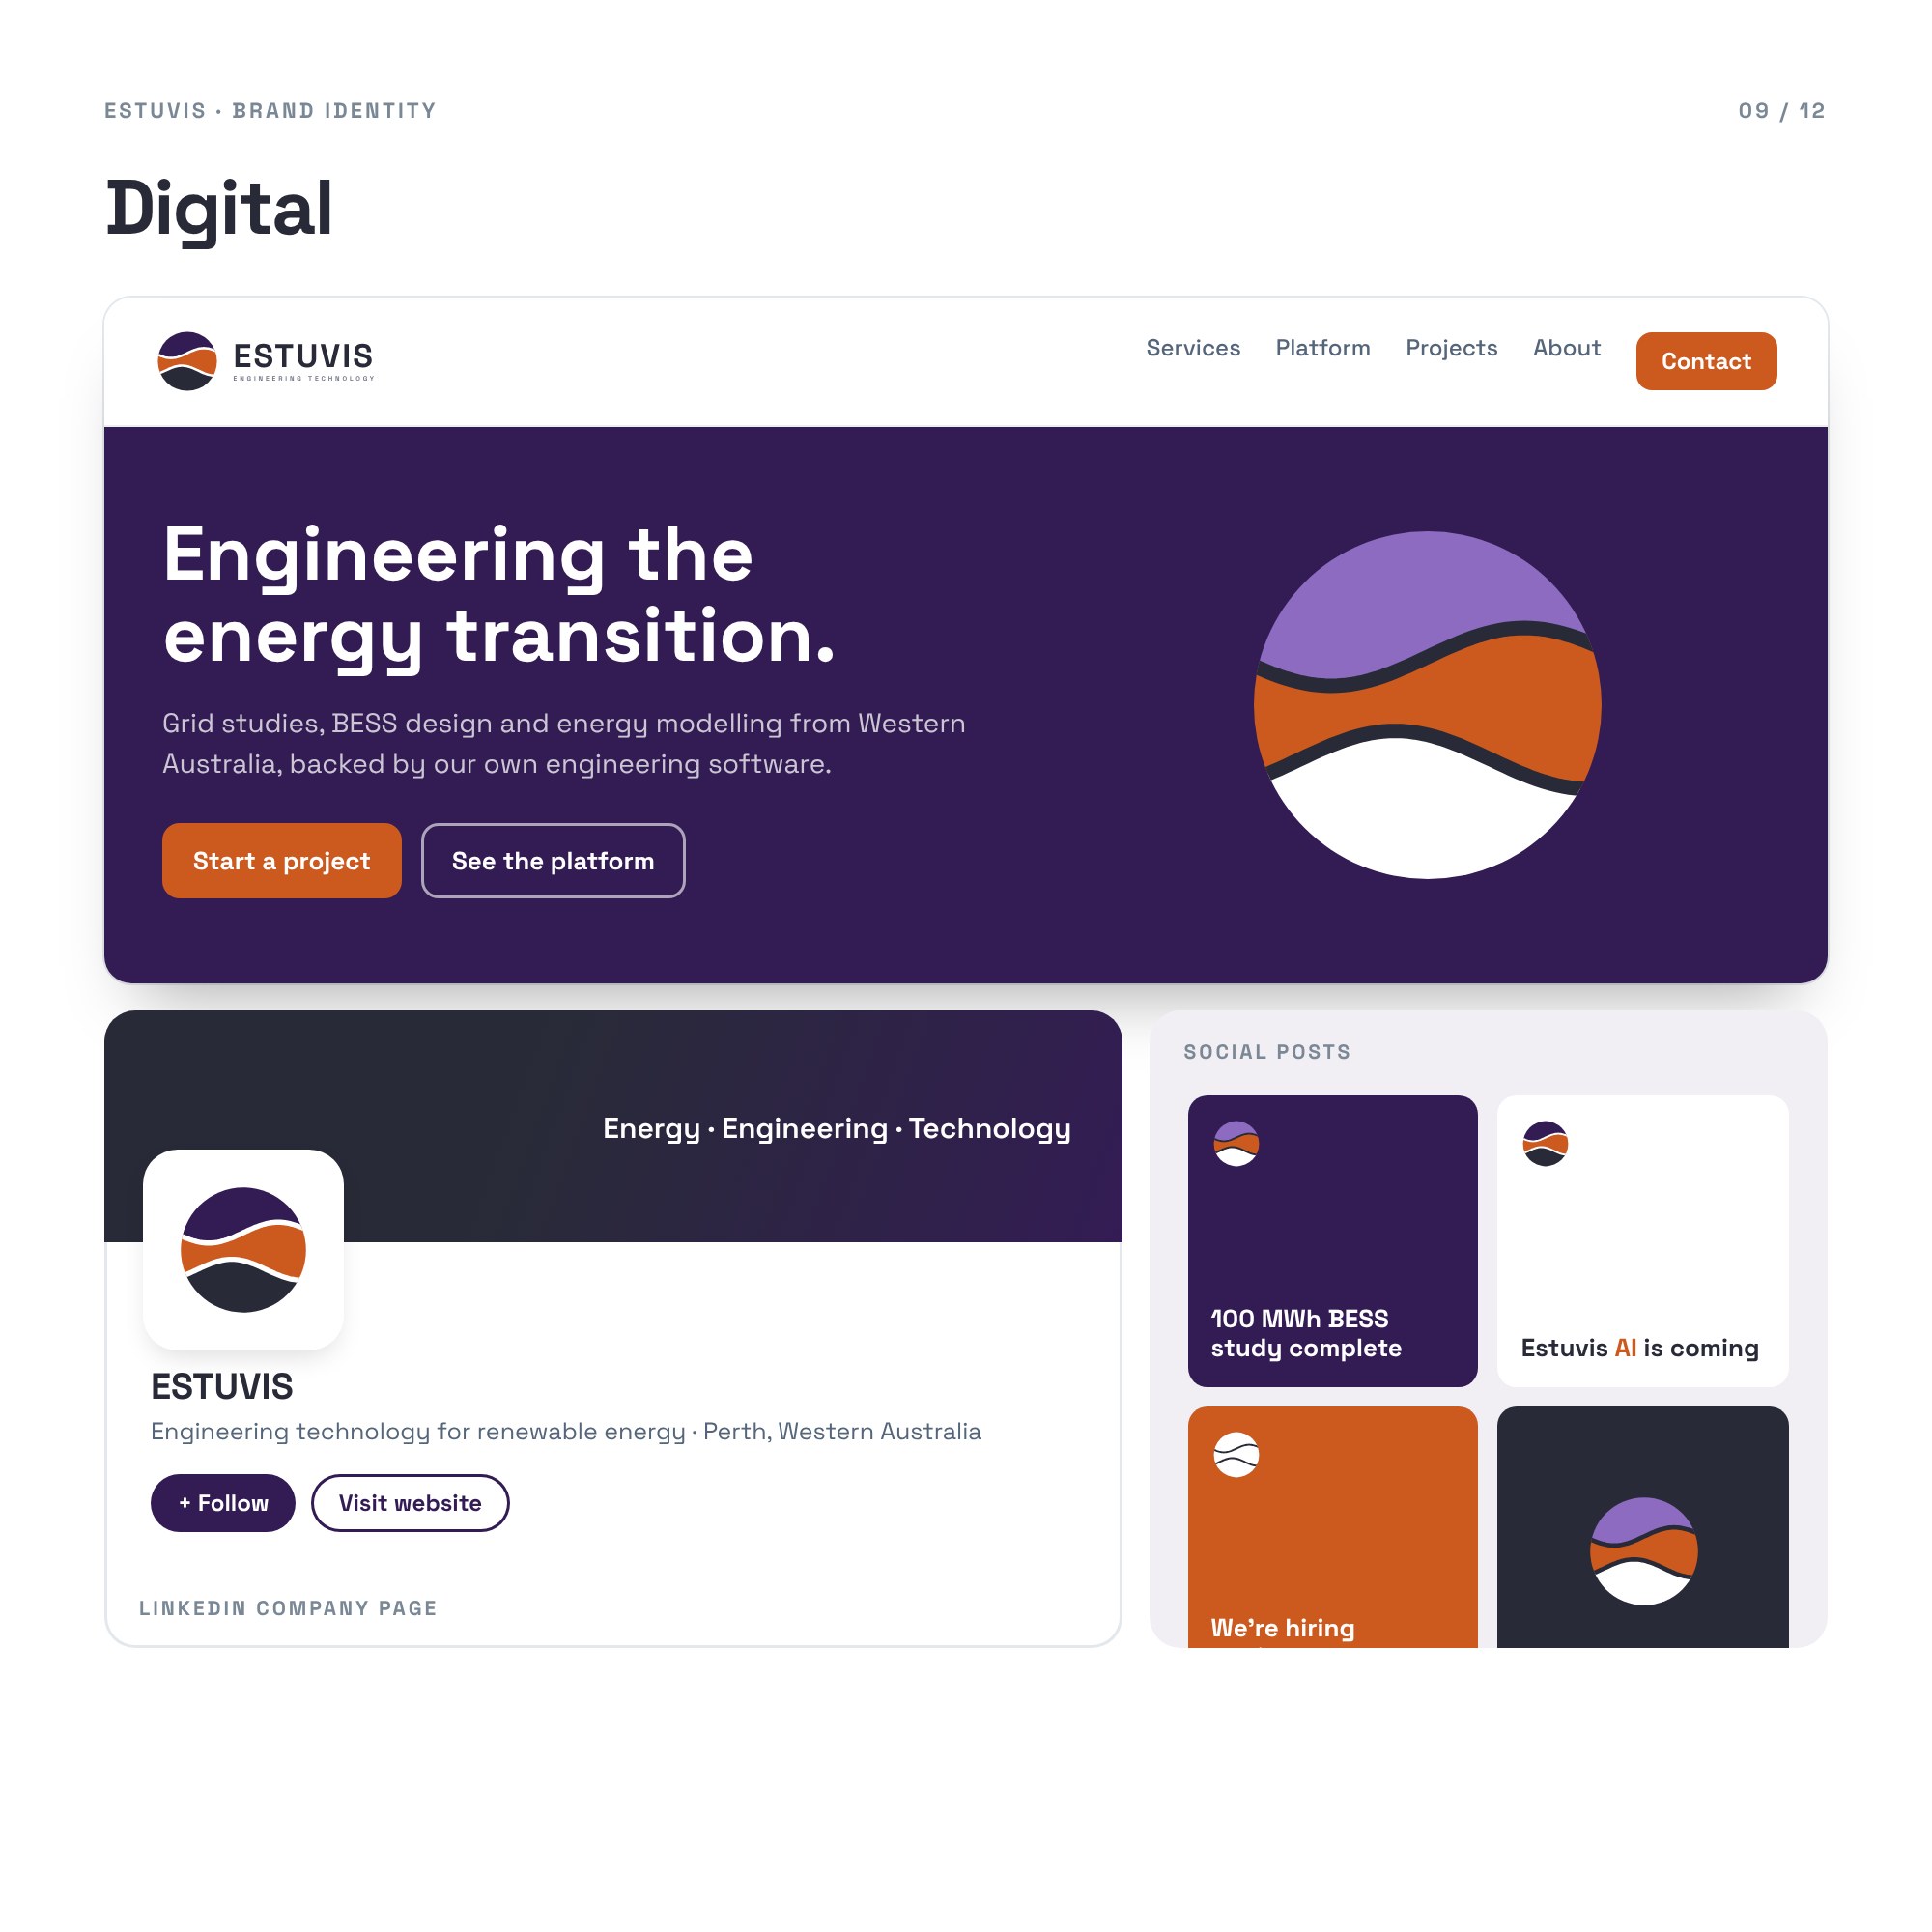 ESTUVIS · BRAND IDENTITY
09 / 12
Digital
ESTUVIS
ENGINEERING TECHNOLOGY
Services Platform Projects About Contact
Engineering the
energy transition.
Grid studies, BESS design and energy modelling from Western
Australia, backed by our own engineering software.
Start a project See the platform
Energy · Engineering · Technology
ESTUVIS
Engineering technology for renewable energy · Perth, Western Australia
+ Follow Visit website
LINKEDIN COMPANY PAGE
SOCIAL POSTS
100 MWh BESS
study complete
Estuvis AI is coming
We’re hiring